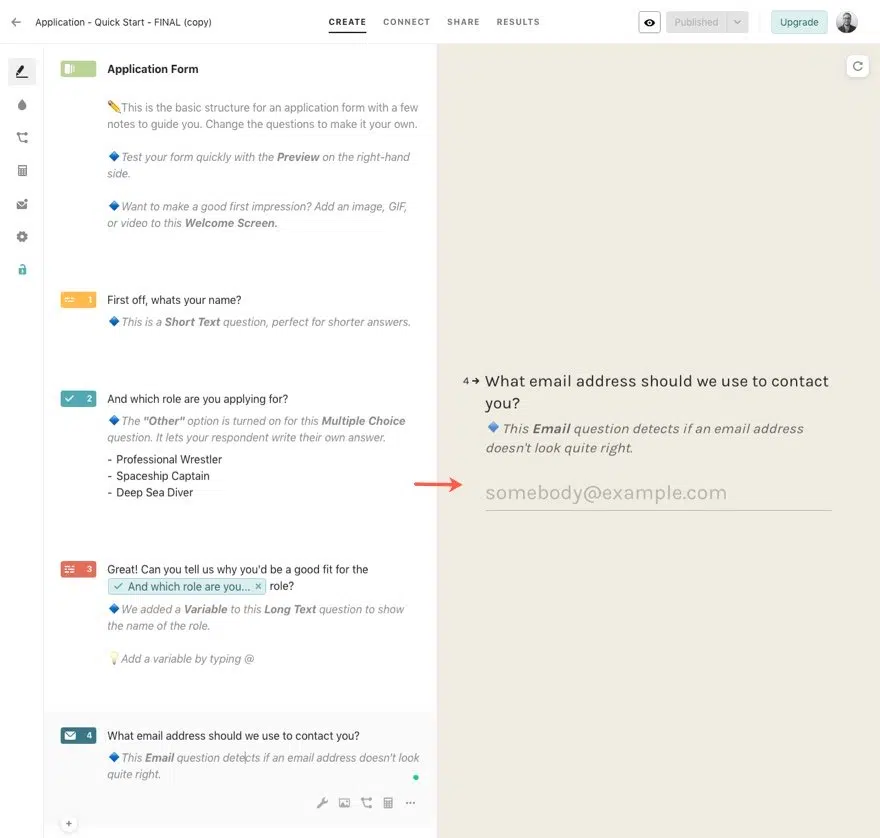 Application - Quick Start - FINAL (copy)
CREATE
CONNECT
SHARE
RESULTS
Published
Upgrade
Application Form
This is the basic structure for an application form with a few
notes to guide you. Change the questions to make it your own.
Test your form quickly with the Preview on the right-hand
side.
Want to make a good first impression? Add an image, GIF,
or video to this Welcome Screen.
1
First off, whats your name?
This is a Short Text question, perfect for shorter answers.
2
And which role are you applying for?
The "Other" option is turned on for this Multiple Choice
question. It lets your respondent write their own answer.
- Professional Wrestler
- Spaceship Captain
- Deep Sea Diver
3
Great! Can you tell us why you'd be a good fit for the
And which role are you... × role?
We added a Variable to this Long Text question to show
the name of the role.
Add a variable by typing @
4
What email address should we use to contact you?
This Email question detects if an email address doesn't look
quite right.
4
What email address should we use to contact
you?
This Email question detects if an email address
doesn't look quite right.
somebody@example.com